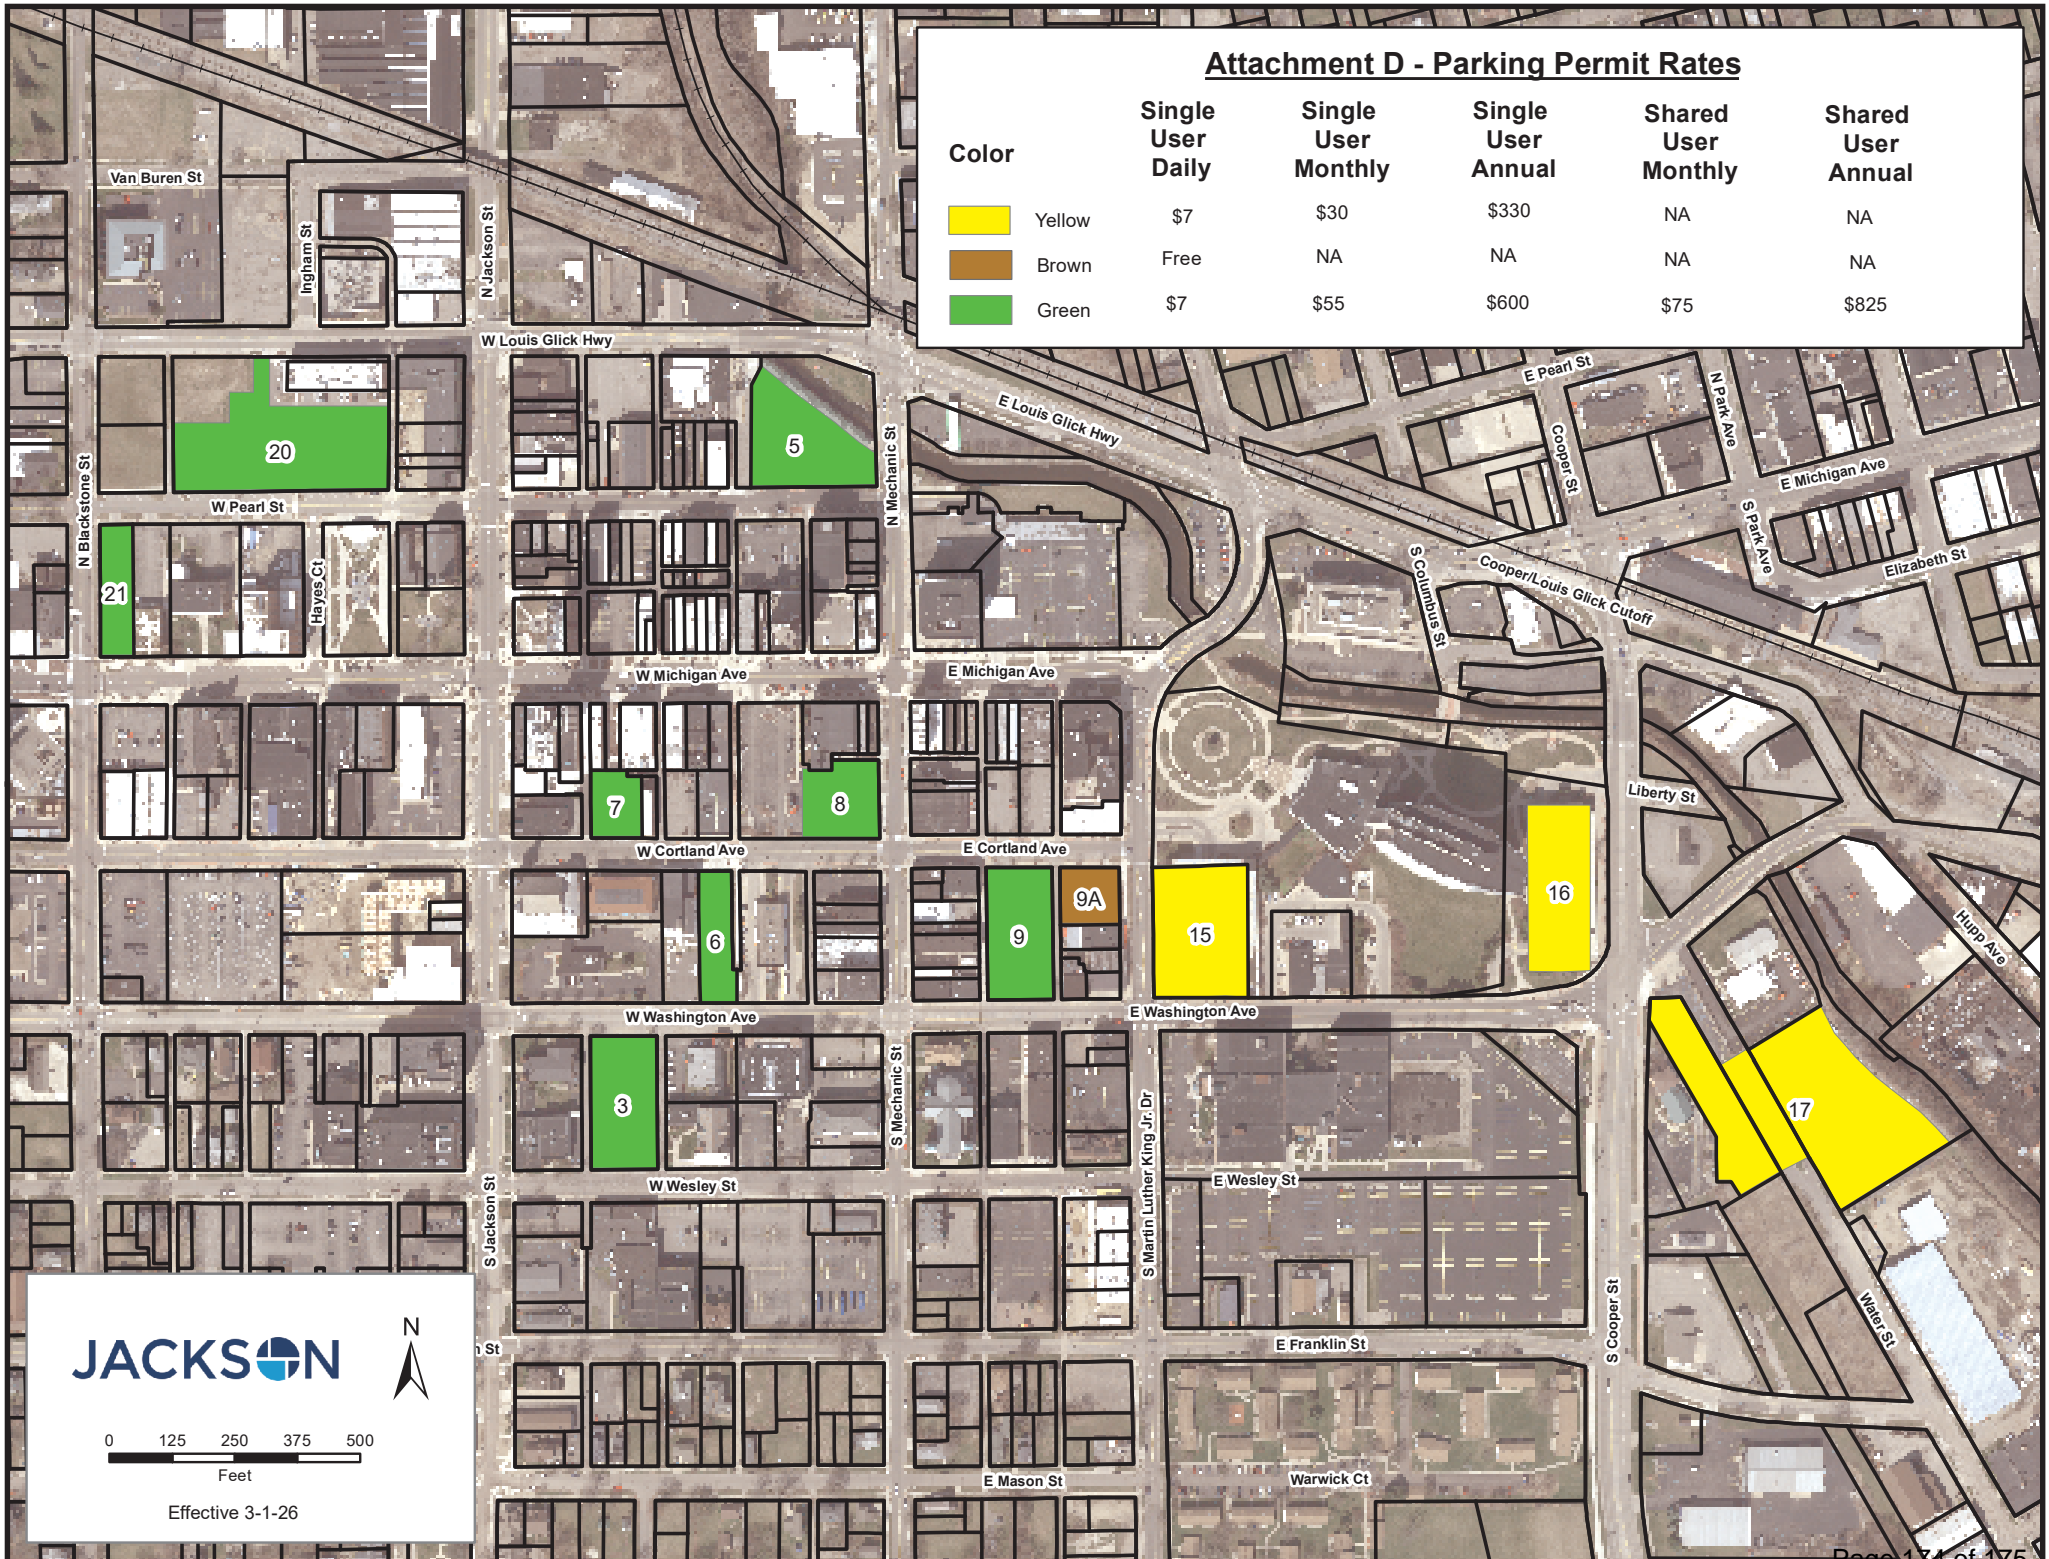 Attachment D - Parking Permit Rates
Color
Single User Daily
Single User Monthly
Single User Annual
Shared User Monthly
Shared User Annual
Yellow $7 $30 $330 NA NA
Brown Free NA NA NA NA
Green $7 $55 $600 $75 $825
Van Buren St
Ingham St
N Jackson St
W Louis Glick Hwy
E Louis Glick Hwy
E Pearl St
N Park Ave
Cooper St
E Michigan Ave
S Park Ave
Elizabeth St
20
5
N Blackstone St
W Pearl St
N Mechanic St
21
Hayes Ct
S Columbus St
Cooper/Louis Glick Cutoff
W Michigan Ave
E Michigan Ave
7
8
Liberty St
W Cortland Ave
E Cortland Ave
6
9
9A
15
16
Hupp Ave
W Washington Ave
E Washington Ave
3
S Mechanic St
S Martin Luther King Jr. Dr
17
W Wesley St
E Wesley St
S Jackson St
S Cooper St
Water St
n St
E Franklin St
E Mason St
Warwick Ct
JACKSON
N
0 125 250 375 500
Feet
Effective 3-1-26
Page 174 of 175